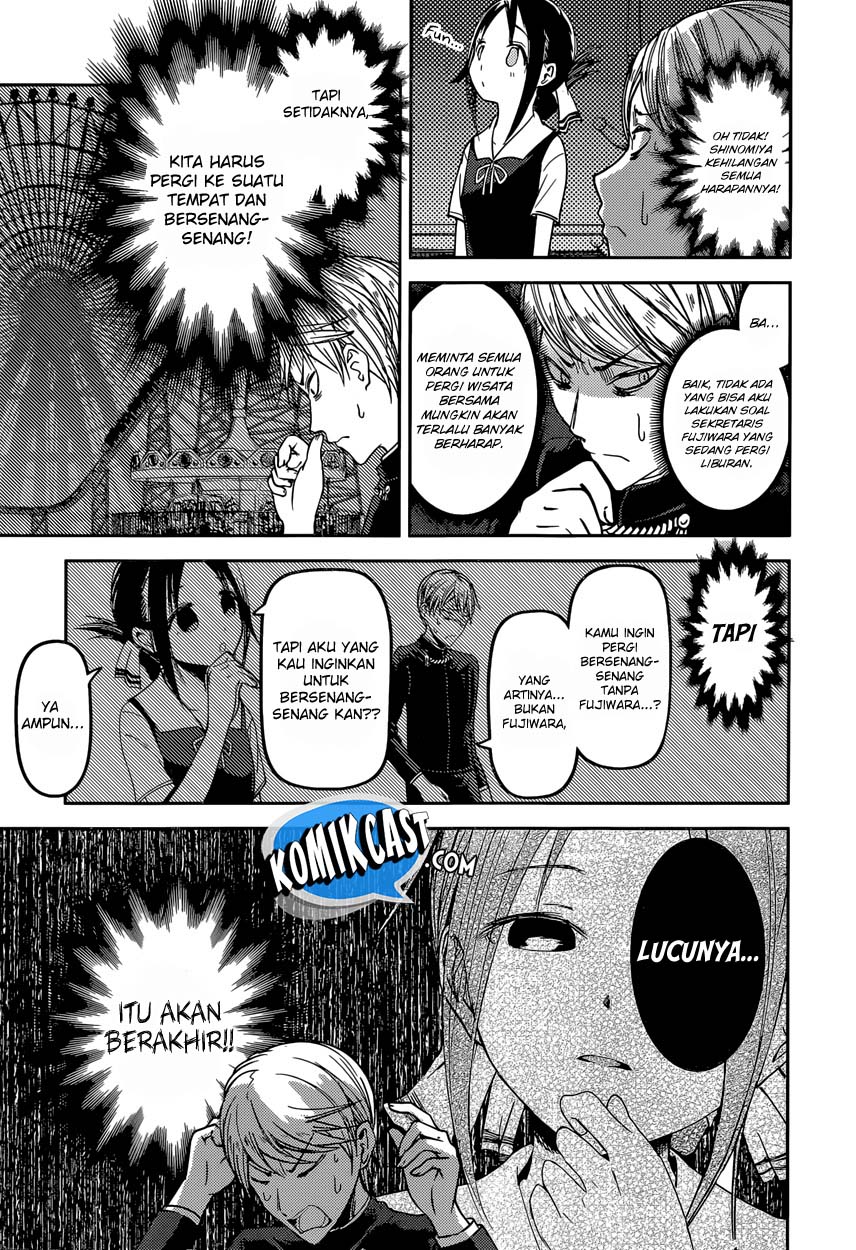 Fun...
OH TIDAK!
SHINOMIYA
KEHILANGAN
SEMUA
HARAPANNYA!
BA...
BAIK, TIDAK ADA
YANG BISA AKU
LAKUKAN SOAL
SEKRETARIS
FUJIWARA YANG
SEDANG PERGI
LIBURAN.
MEMINTA SEMUA
ORANG UNTUK
PERGI WISATA
BERSAMA
MUNGKIN AKAN
TERLALU BANYAK
BERHARAP.
TAPI
SETIDAKNYA,
KITA HARUS
PERGI KE SUATU
TEMPAT DAN
BERSENANG-
SENANG!
TAPI
KAMU INGIN
PERGI
BERSENANG-
SENANG
TANPA
FUJIWARA...?
YANG
ARTINYA...
BUKAN
FUJIWARA,
TAPI AKU YANG
KAU INGINKAN
UNTUK
BERSENANG-
SENANG KAN??
YA
AMPUN...
LUCUNYA...
ITU AKAN
BERAKHIR!!
KOMIKCAST
.COM